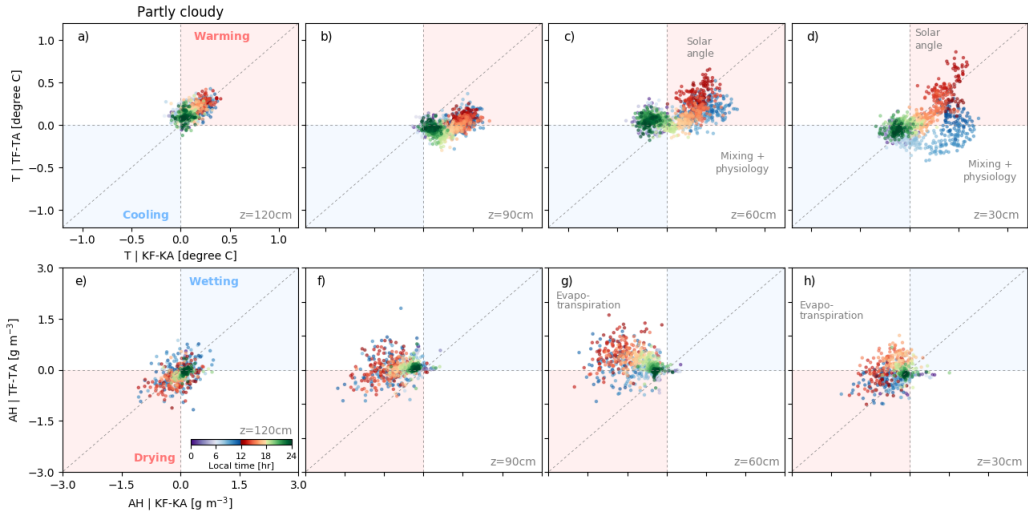 Partly cloudy
a)
Warming
b)
c)
Solar
angle
d)
Solar
angle
1.0
0.5
0.0
−0.5
−1.0
T | TF-TA [degree C]
Cooling
z=120cm
z=90cm
Mixing +
physiology
z=60cm
Mixing +
physiology
z=30cm
−1.0 −0.5 0.0 0.5 1.0
T | KF-KA [degree C]
e)
Wetting
f)
g)
Evapo-
transpiration
h)
Evapo-
transpiration
3.0
1.5
0.0
−1.5
−3.0
AH | TF-TA [g m⁻³]
z=120cm
0 6 12 18 24
Local time [hr]
Drying
z=90cm
z=60cm
z=30cm
−3.0 −1.5 0.0 1.5 3.0
AH | KF-KA [g m⁻³]